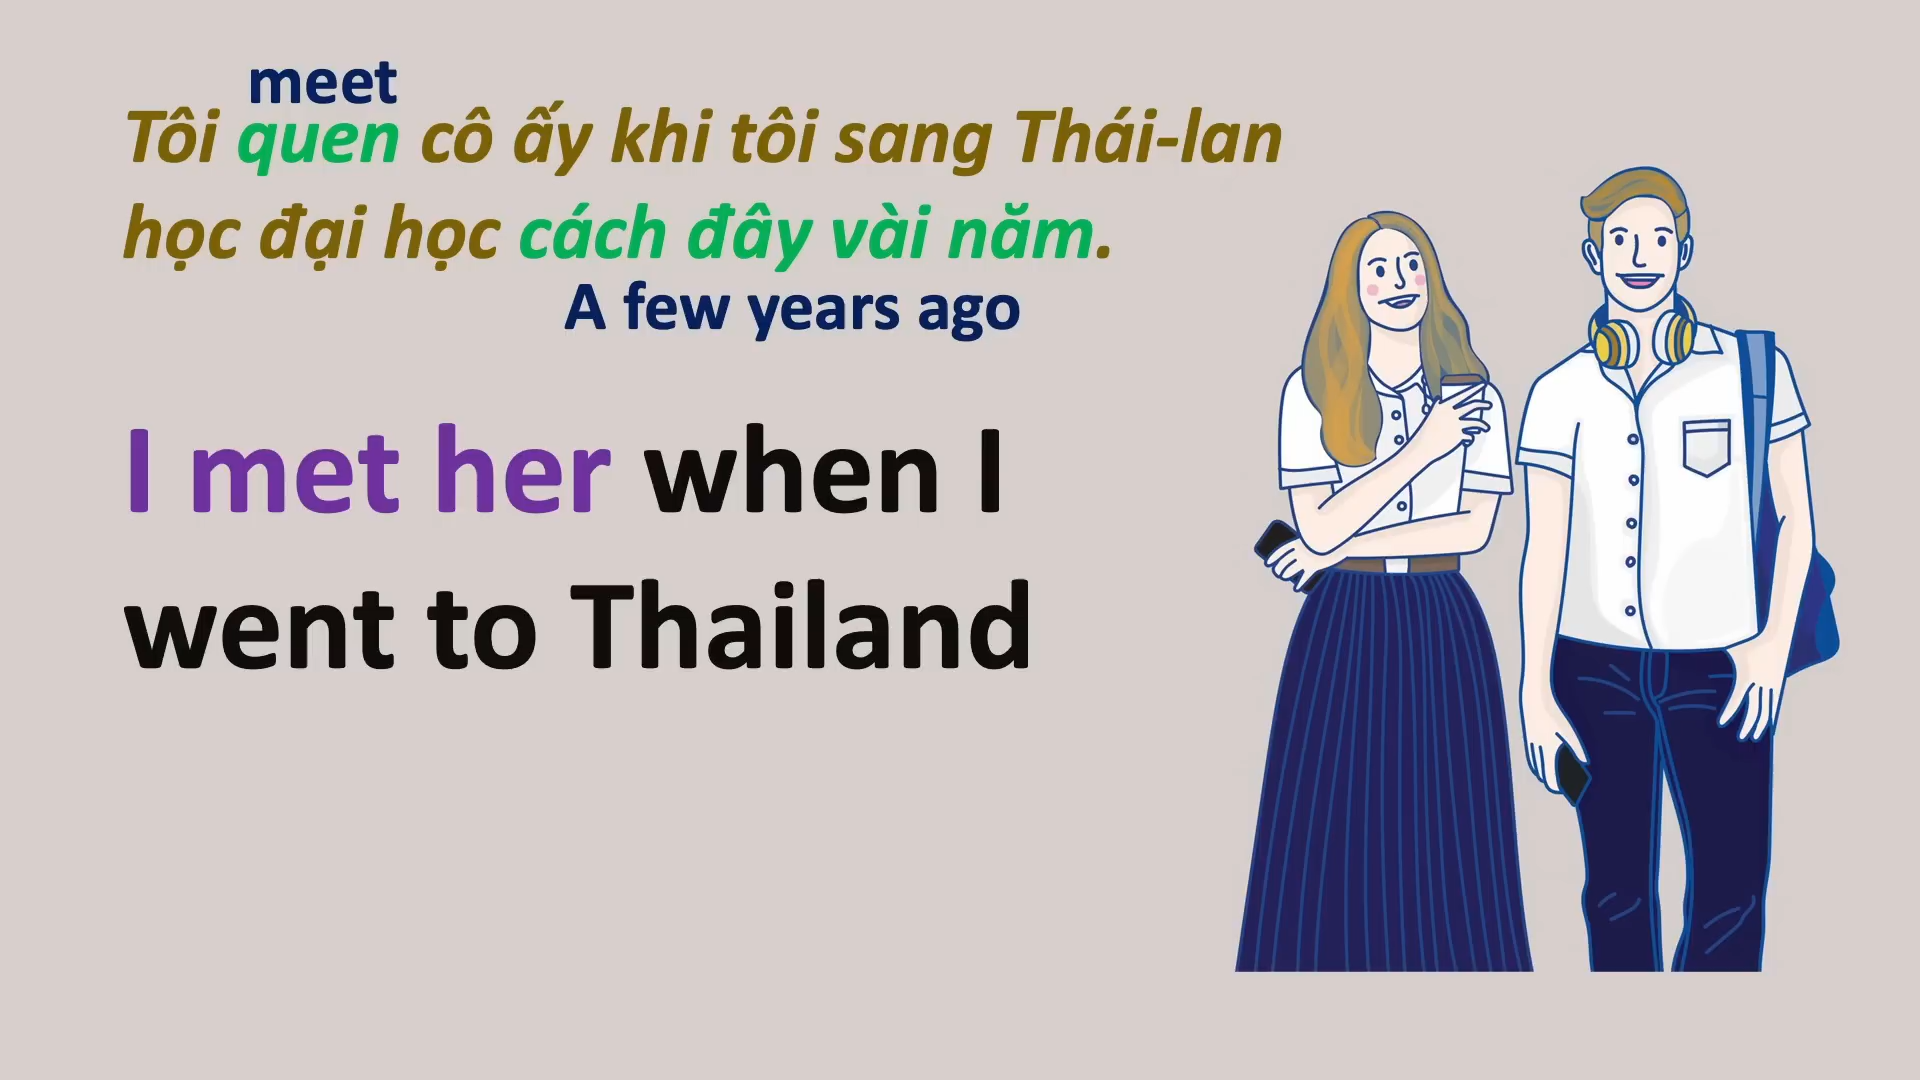 meet
Tôi quen cô ấy khi tôi sang Thái-lan
học đại học cách đây vài năm.
A few years ago
I met her when I
went to Thailand